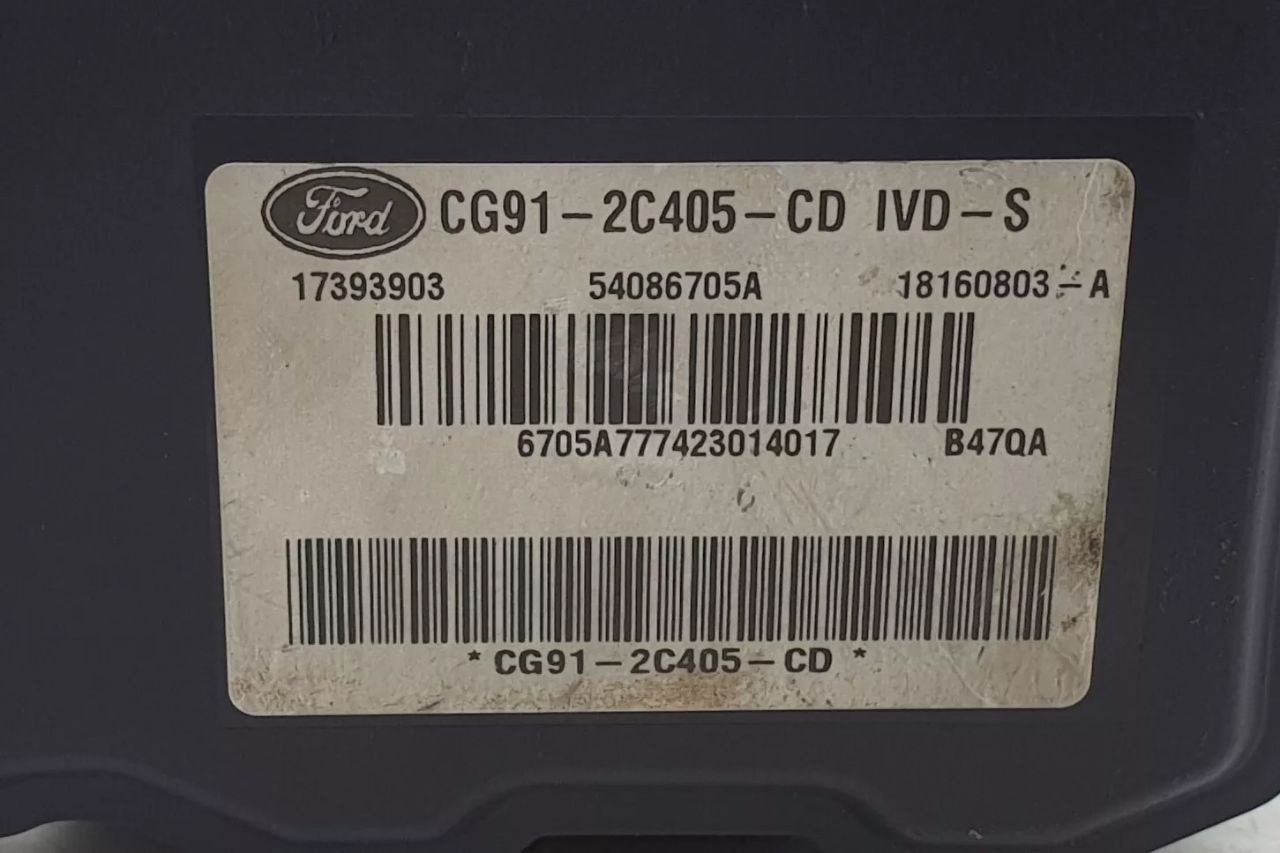 Ford CG91-2C405-CD IVD-S
17393903 54086705A 18160803-A
6705A777423014017 B47QA
*CG91-2C405-CD*